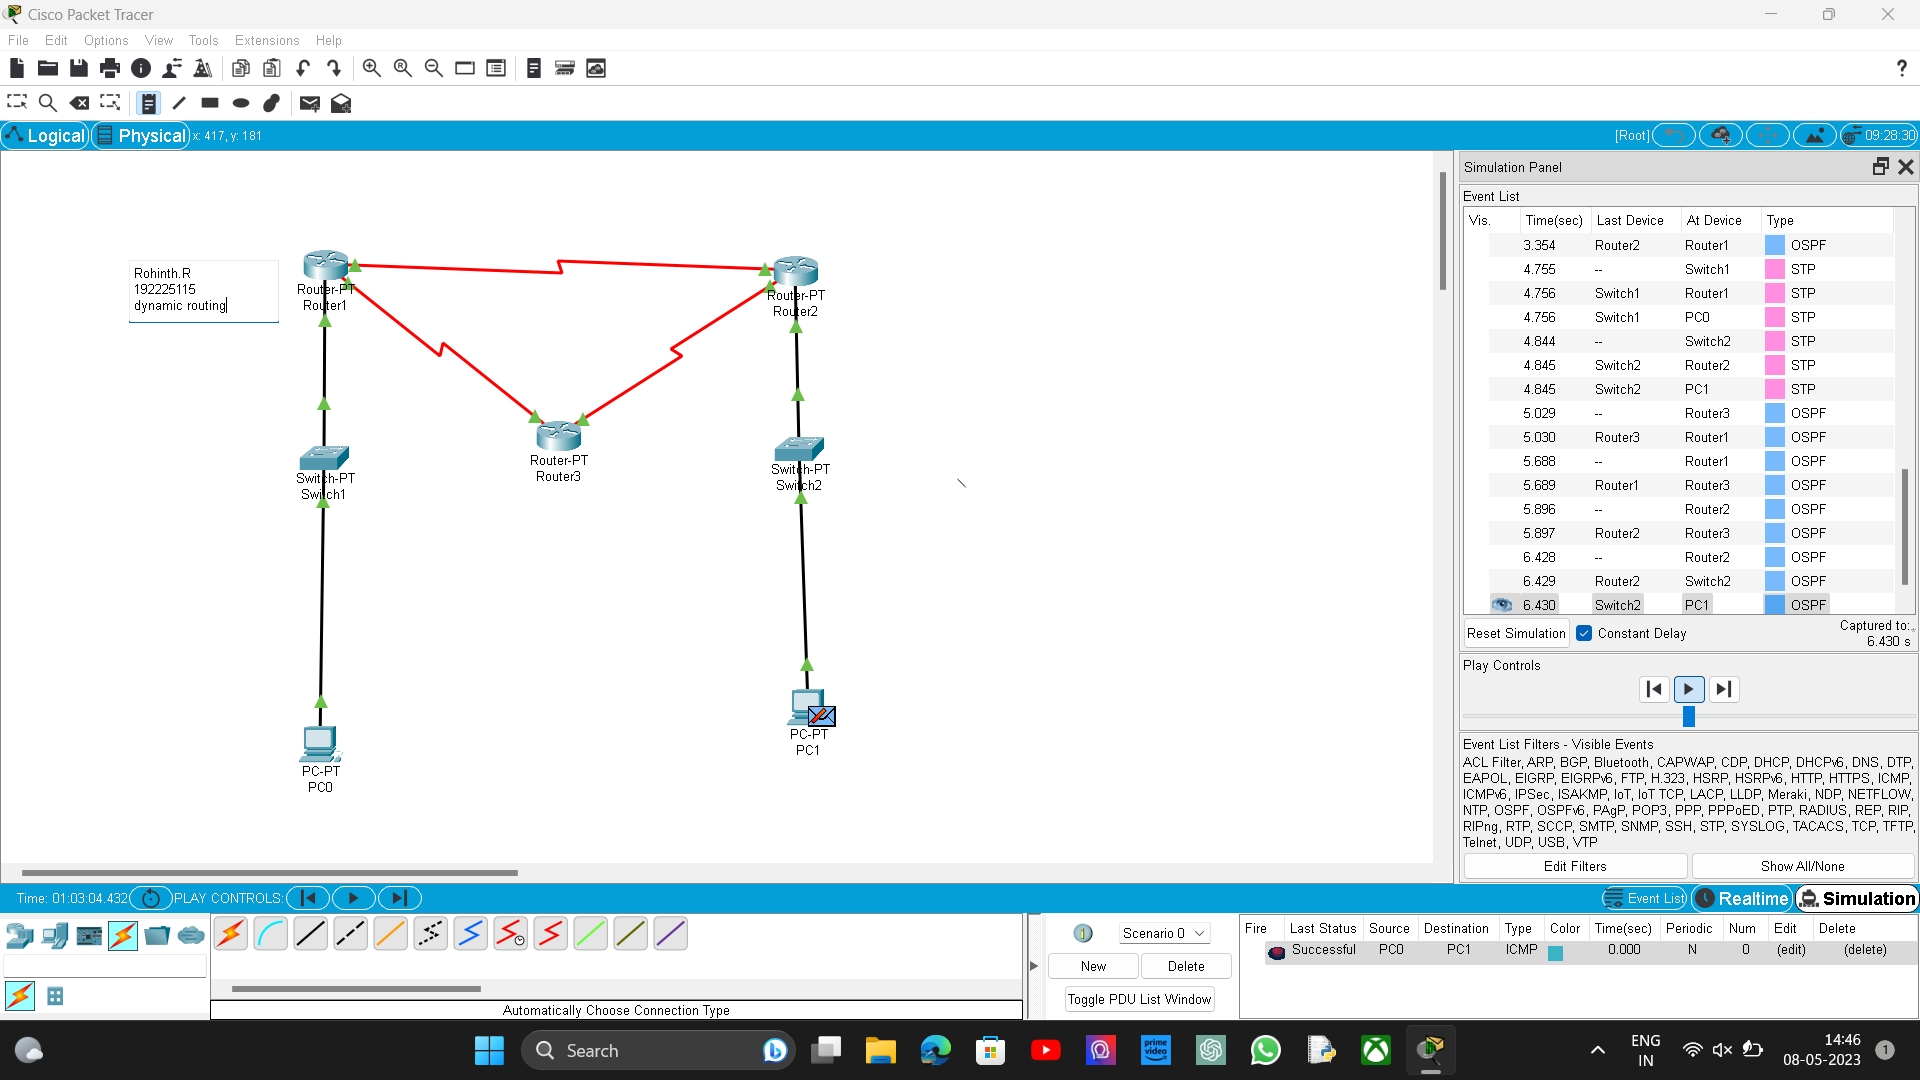 Cisco Packet Tracer
File Edit Options View Tools Extensions Help
?
Logical Physical x: 417, y: 181 [Root] 09:28:30
Rohinth.R
192225115
dynamic routing
Router-PT
Router1
Router-PT
Router2
Router-PT
Router3
Switch-PT
Switch1
Switch-PT
Switch2
PC-PT
PC0
PC-PT
PC1
Simulation Panel
Event List
Vis. Time(sec) Last Device At Device Type
3.354 Router2 Router1 OSPF
4.755 -- Switch1 STP
4.756 Switch1 Router1 STP
4.756 Switch1 PC0 STP
4.844 -- Switch2 STP
4.845 Switch2 Router2 STP
4.845 Switch2 PC1 STP
5.029 -- Router3 OSPF
5.030 Router3 Router1 OSPF
5.688 -- Router1 OSPF
5.689 Router1 Router3 OSPF
5.896 -- Router2 OSPF
5.897 Router2 Router3 OSPF
6.428 -- Router2 OSPF
6.429 Router2 Switch2 OSPF
6.430 Switch2 PC1 OSPF
Reset Simulation Constant Delay Captured to:
6.430 s
Play Controls
Event List Filters - Visible Events
ACL Filter, ARP, BGP, Bluetooth, CAPWAP, CDP, DHCP, DHCPv6, DNS, DTP,
EAPOL, EIGRP, EIGRPv6, FTP, H.323, HSRP, HSRPv6, HTTP, HTTPS, ICMP,
ICMPv6, IPSec, ISAKMP, IoT, IoT TCP, LACP, LLDP, Meraki, NDP, NETFLOW,
NTP, OSPF, OSPFv6, PAgP, POP3, PPP, PPPoED, PTP, RADIUS, REP, RIP,
RIPng, RTP, SCCP, SMTP, SNMP, SSH, STP, SYSLOG, TACACS, TCP, TFTP,
Telnet, UDP, USB, VTP
Edit Filters Show All/None
Time: 01:03:04.432 PLAY CONTROLS: Event List Realtime Simulation
Automatically Choose Connection Type
Scenario 0
New Delete
Toggle PDU List Window
Fire Last Status Source Destination Type Color Time(sec) Periodic Num Edit Delete
Successful PC0 PC1 ICMP 0.000 N 0 (edit) (delete)
Search
prime video
ENG
IN
14:46
08-05-2023
1